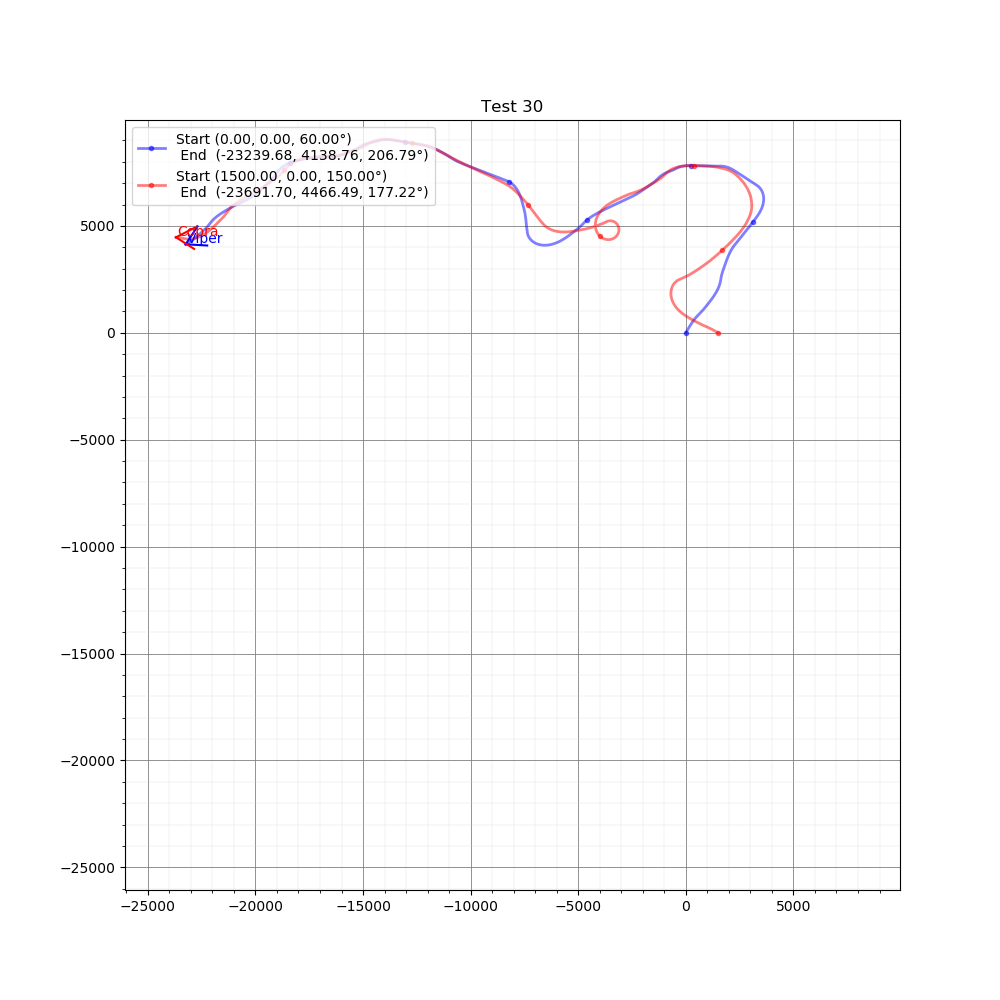 Test 30
Start (0.00, 0.00, 60.00°)
End (-23239.68, 4138.76, 206.79°)
Start (1500.00, 0.00, 150.00°)
End (-23691.70, 4466.49, 177.22°)
Cobra
Viper
5000
0
−5000
−10000
−15000
−20000
−25000
−25000 −20000 −15000 −10000 −5000 0 5000